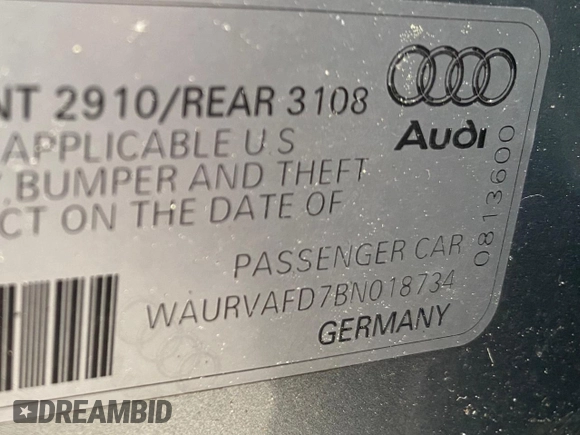 NT 2910/REAR 3108
APPLICABLE U S
BUMPER AND THEFT
CT ON THE DATE OF
Audi
0813600
PASSENGER CAR
WAURVAFD7BN018734
GERMANY
DREAMBID